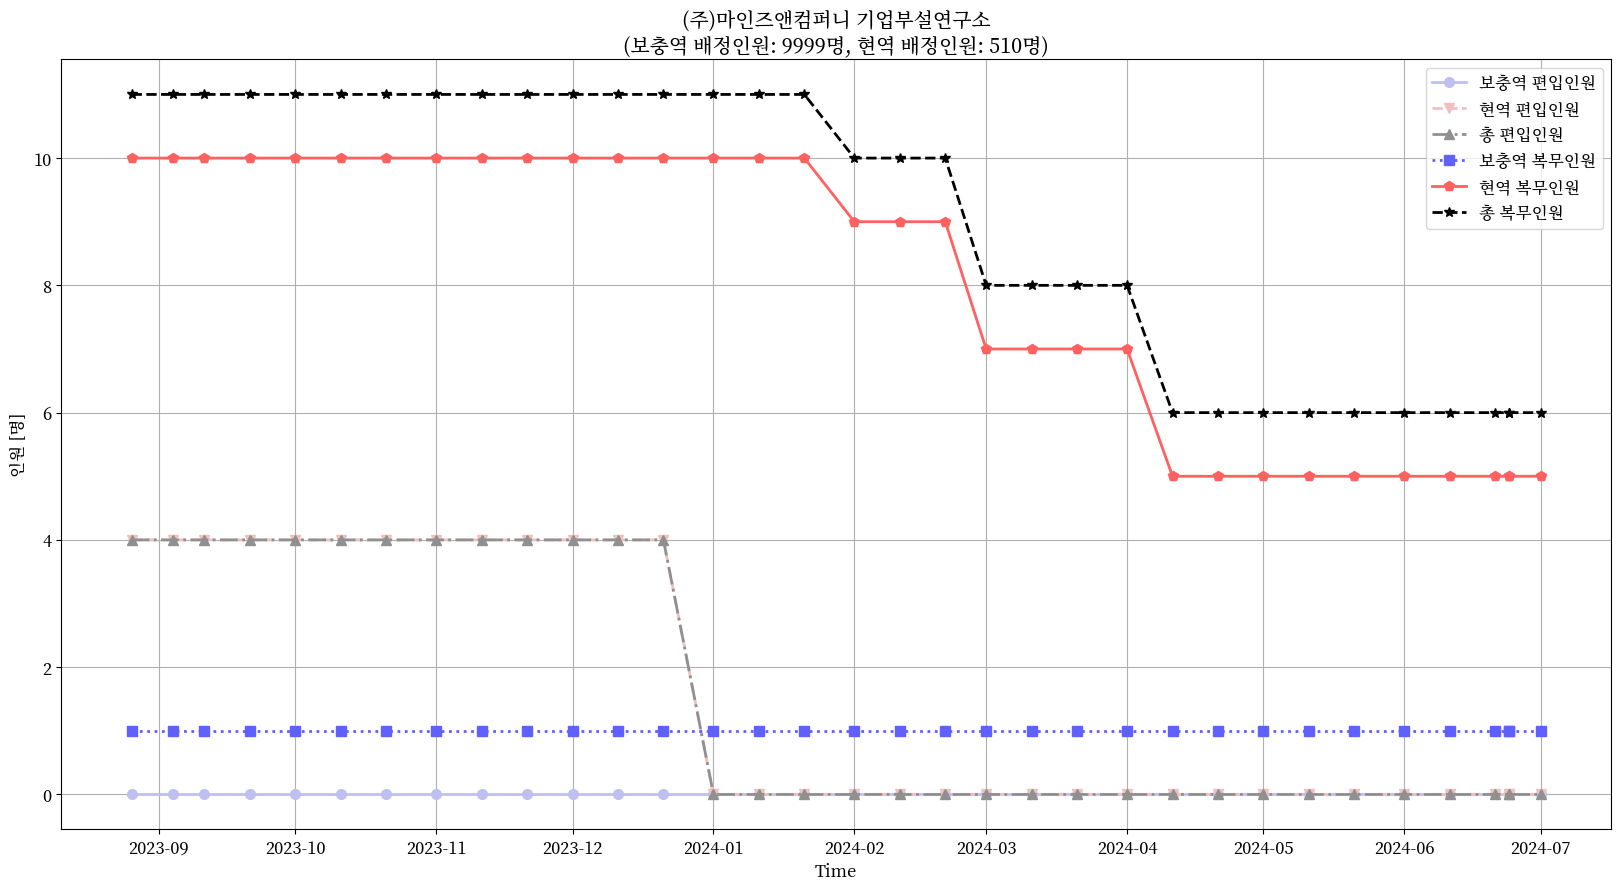 (주)마인즈앤컴퍼니 기업부설연구소
(보충역 배정인원: 9999명, 현역 배정인원: 510명)
보충역 편입인원
현역 편입인원
총 편입인원
보충역 복무인원
현역 복무인원
총 복무인원
인원 [명]
10
8
6
4
2
0
2023-09 2023-10 2023-11 2023-12 2024-01 2024-02 2024-03 2024-04 2024-05 2024-06 2024-07
Time